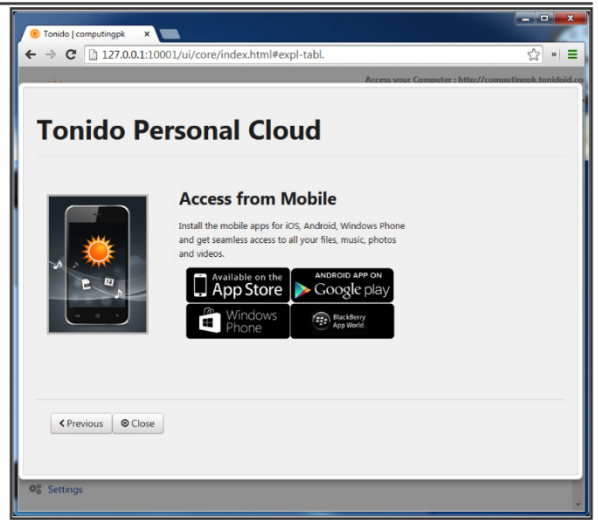 Tonido | computingpk
127.0.0.1:10001/ui/core/index.html#expl-tabl.
Access your Computer : http://computingpk.tonidoid.co
Tonido Personal Cloud
Access from Mobile
Install the mobile apps for iOS, Android, Windows Phone
and get seamless access to all your files, music, photos
and videos.
Available on the
App Store
ANDROID APP ON
Google play
Windows
Phone
BlackBerry
App World
Previous
Close
Settings